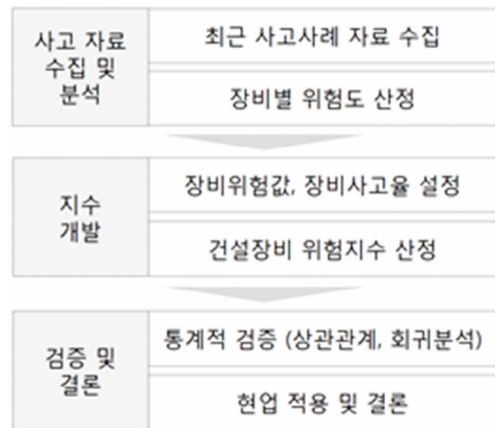 사고 자료
수집 및
분석
최근 사고사례 자료 수집
장비별 위험도 산정
지수
개발
장비위험값, 장비사고율 설정
건설장비 위험지수 산정
검증 및
결론
통계적 검증 (상관관계, 회귀분석)
현업 적용 및 결론